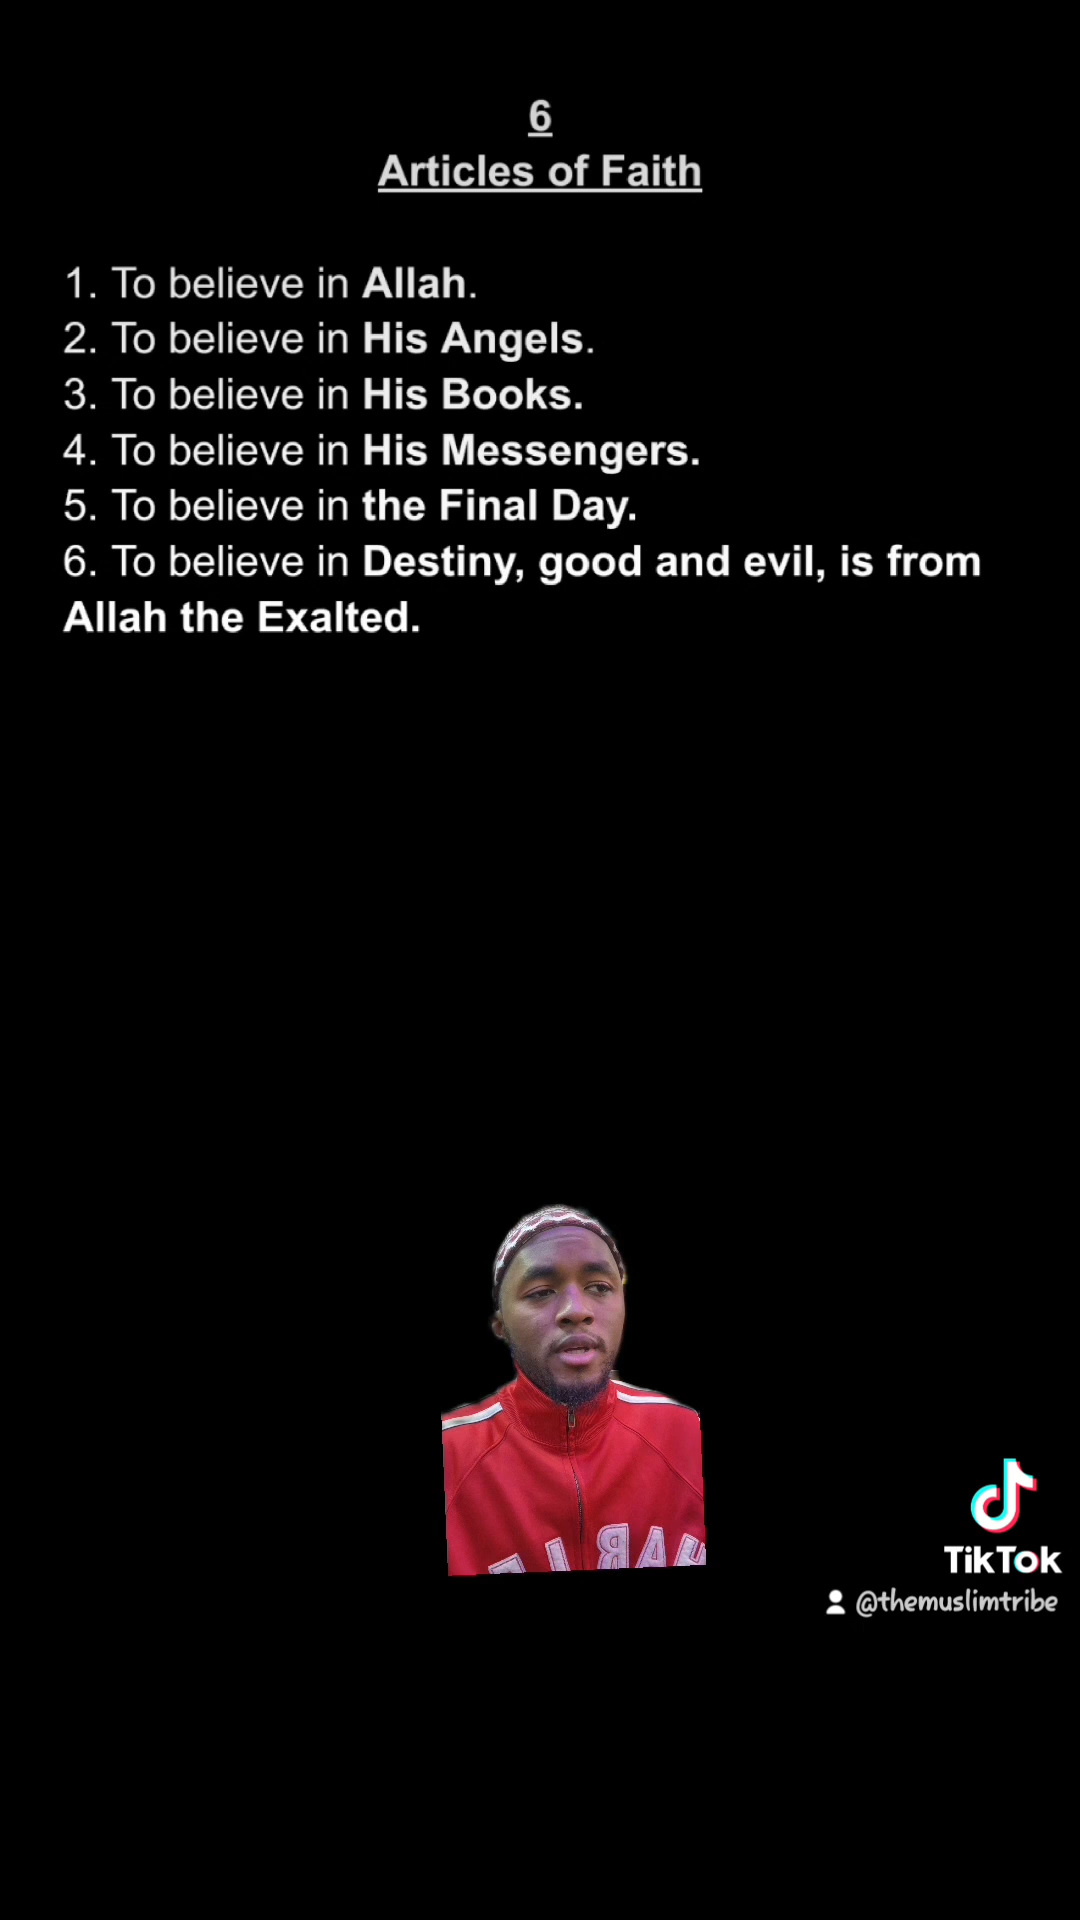 6
Articles of Faith
1. To believe in Allah.
2. To believe in His Angels.
3. To believe in His Books.
4. To believe in His Messengers.
5. To believe in the Final Day.
6. To believe in Destiny, good and evil, is from
Allah the Exalted.
TikTok
@themuslimtribe